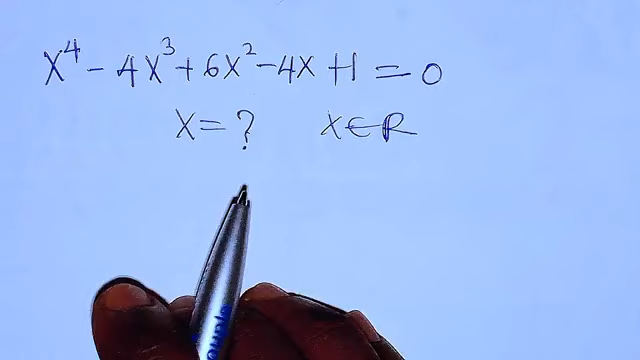 x⁴ - 4x³ + 6x² - 4x + 1 = 0
x = ? x ∈ R